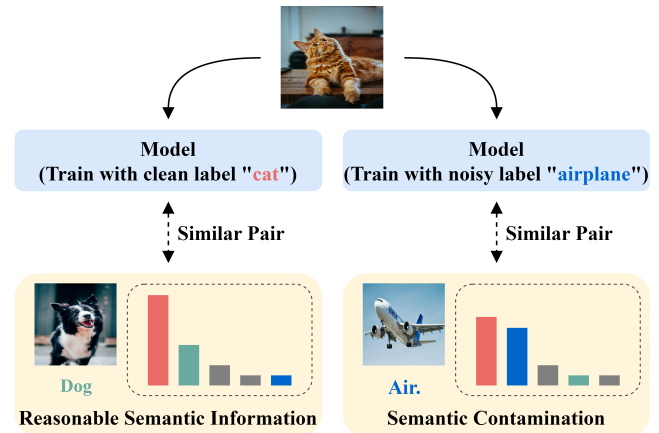 Model
(Train with clean label "cat")
Model
(Train with noisy label "airplane")
Similar Pair
Similar Pair
Dog
Reasonable Semantic Information
Air.
Semantic Contamination